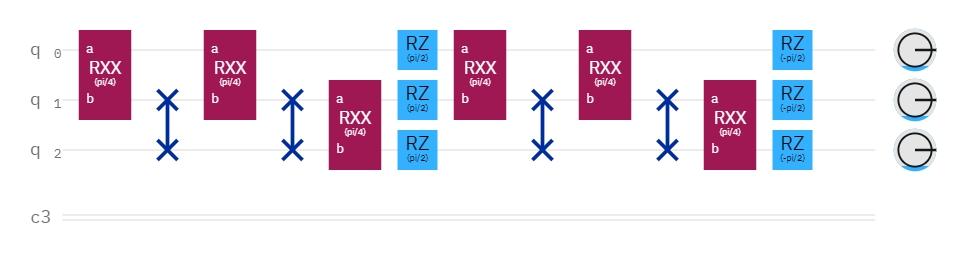 q 0
q 1
q 2
c3
a
RXX
(pi/4)
b
a
RXX
(pi/4)
b
a
RXX
(pi/4)
b
RZ
(pi/2)
RZ
(pi/2)
RZ
(pi/2)
a
RXX
(pi/4)
b
a
RXX
(pi/4)
b
a
RXX
(pi/4)
b
RZ
(-pi/2)
RZ
(-pi/2)
RZ
(-pi/2)